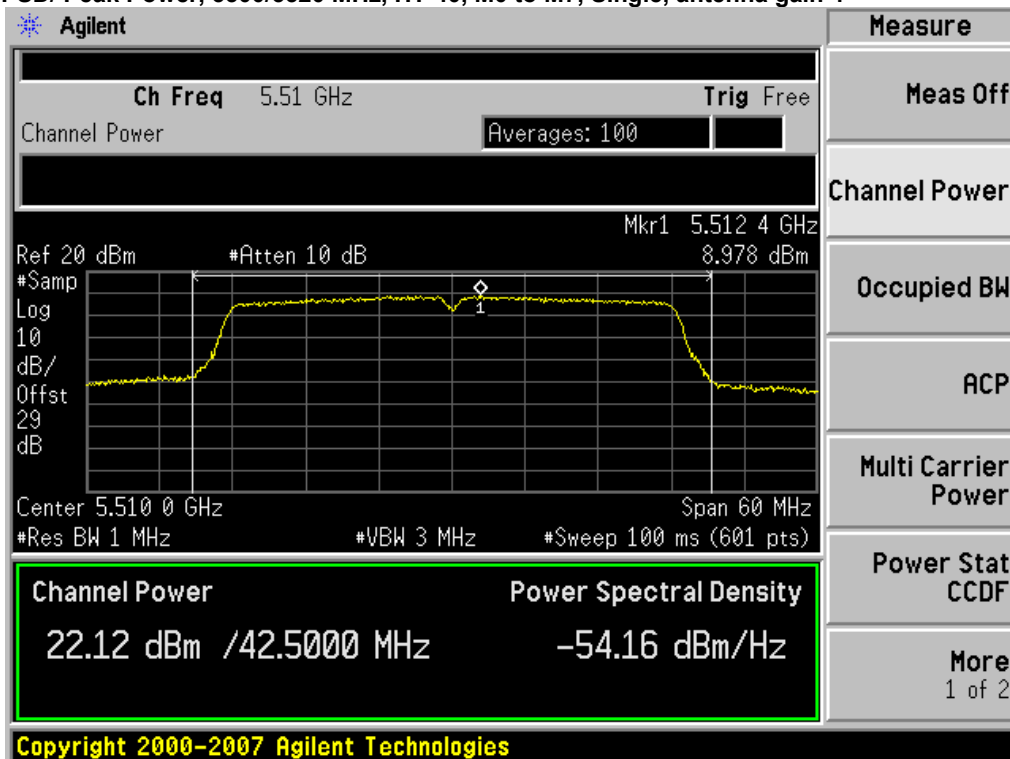 Agilent
Measure
Ch Freq 5.51 GHz
Trig Free
Meas Off
Channel Power
Averages: 100
Channel Power
Mkr1 5.512 4 GHz
Ref 20 dBm #Atten 10 dB 8.978 dBm
#Samp
Log
10
dB/
Offst
29
dB
1
Occupied BW
ACP
Multi Carrier
Power
Center 5.510 0 GHz Span 60 MHz
#Res BW 1 MHz #VBW 3 MHz #Sweep 100 ms (601 pts)
Power Stat
CCDF
Channel Power Power Spectral Density
22.12 dBm /42.5000 MHz -54.16 dBm/Hz
More
1 of 2
Copyright 2000-2007 Agilent Technologies